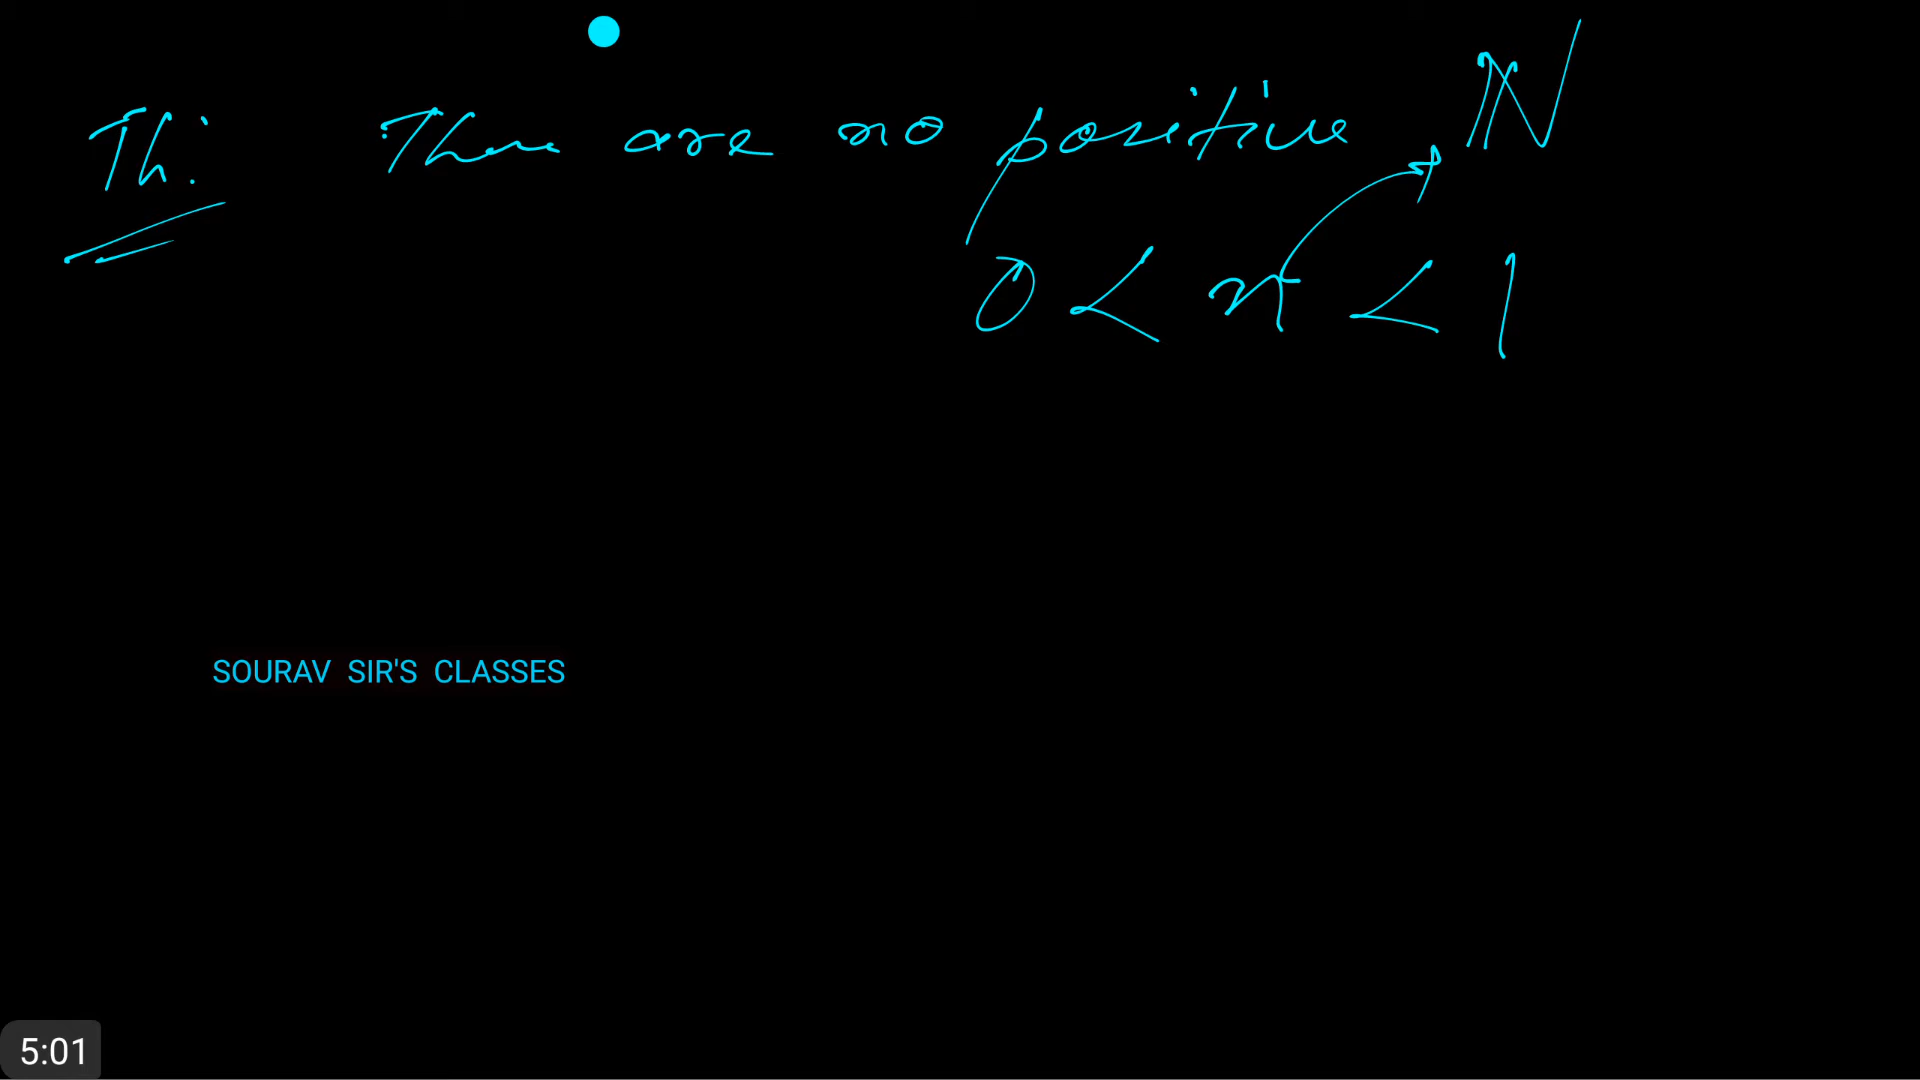 Th: There are no positive N
0 < n < 1
SOURAV SIR'S CLASSES
5:01